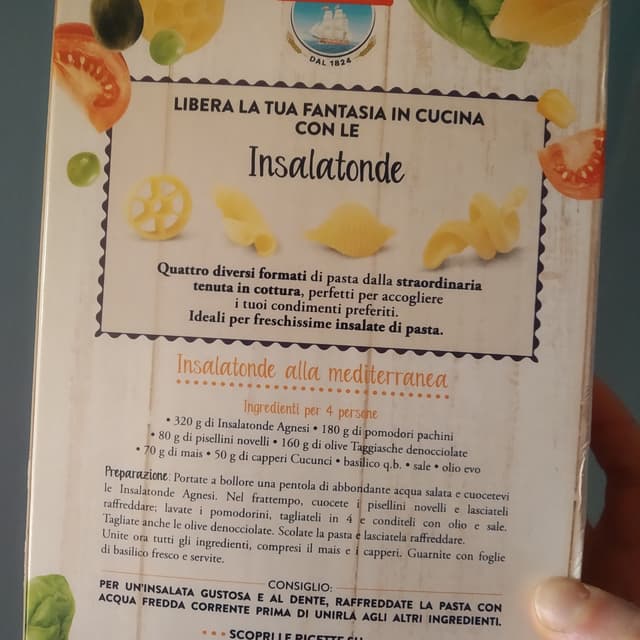 DAL 1824
LIBERA LA TUA FANTASIA IN CUCINA
CON LE
Insalatonde
Quattro diversi formati di pasta dalla straordinaria
tenuta in cottura, perfetti per accogliere
i tuoi condimenti preferiti.
Ideali per freschissime insalate di pasta.
Insalatonde alla mediterranea
Ingredienti per 4 persone
• 320 g di Insalatonde Agnesi • 180 g di pomodori pachini
• 80 g di pisellini novelli • 160 g di olive Taggiasche denocciolate
• 70 g di mais • 50 g di capperi Cucunci • basilico q.b. • sale • olio evo
Preparazione: Portate a bollore una pentola di abbondante acqua salata e cuocetevi
le Insalatonde Agnesi. Nel frattempo, cuocete i pisellini novelli e lasciateli
raffreddare; lavate i pomodorini, tagliateli in 4 e conditeli con olio e sale.
Tagliate anche le olive denocciolate. Scolate la pasta e lasciatela raffreddare.
Unite ora tutti gli ingredienti, compresi il mais e i capperi. Guarnite con foglie
di basilico fresco e servite.
CONSIGLIO:
PER UN'INSALATA GUSTOSA E AL DENTE, RAFFREDDATE LA PASTA CON
ACQUA FREDDA CORRENTE PRIMA DI UNIRLA AGLI ALTRI INGREDIENTI.
••• SCOPRI LE RICETTE SU